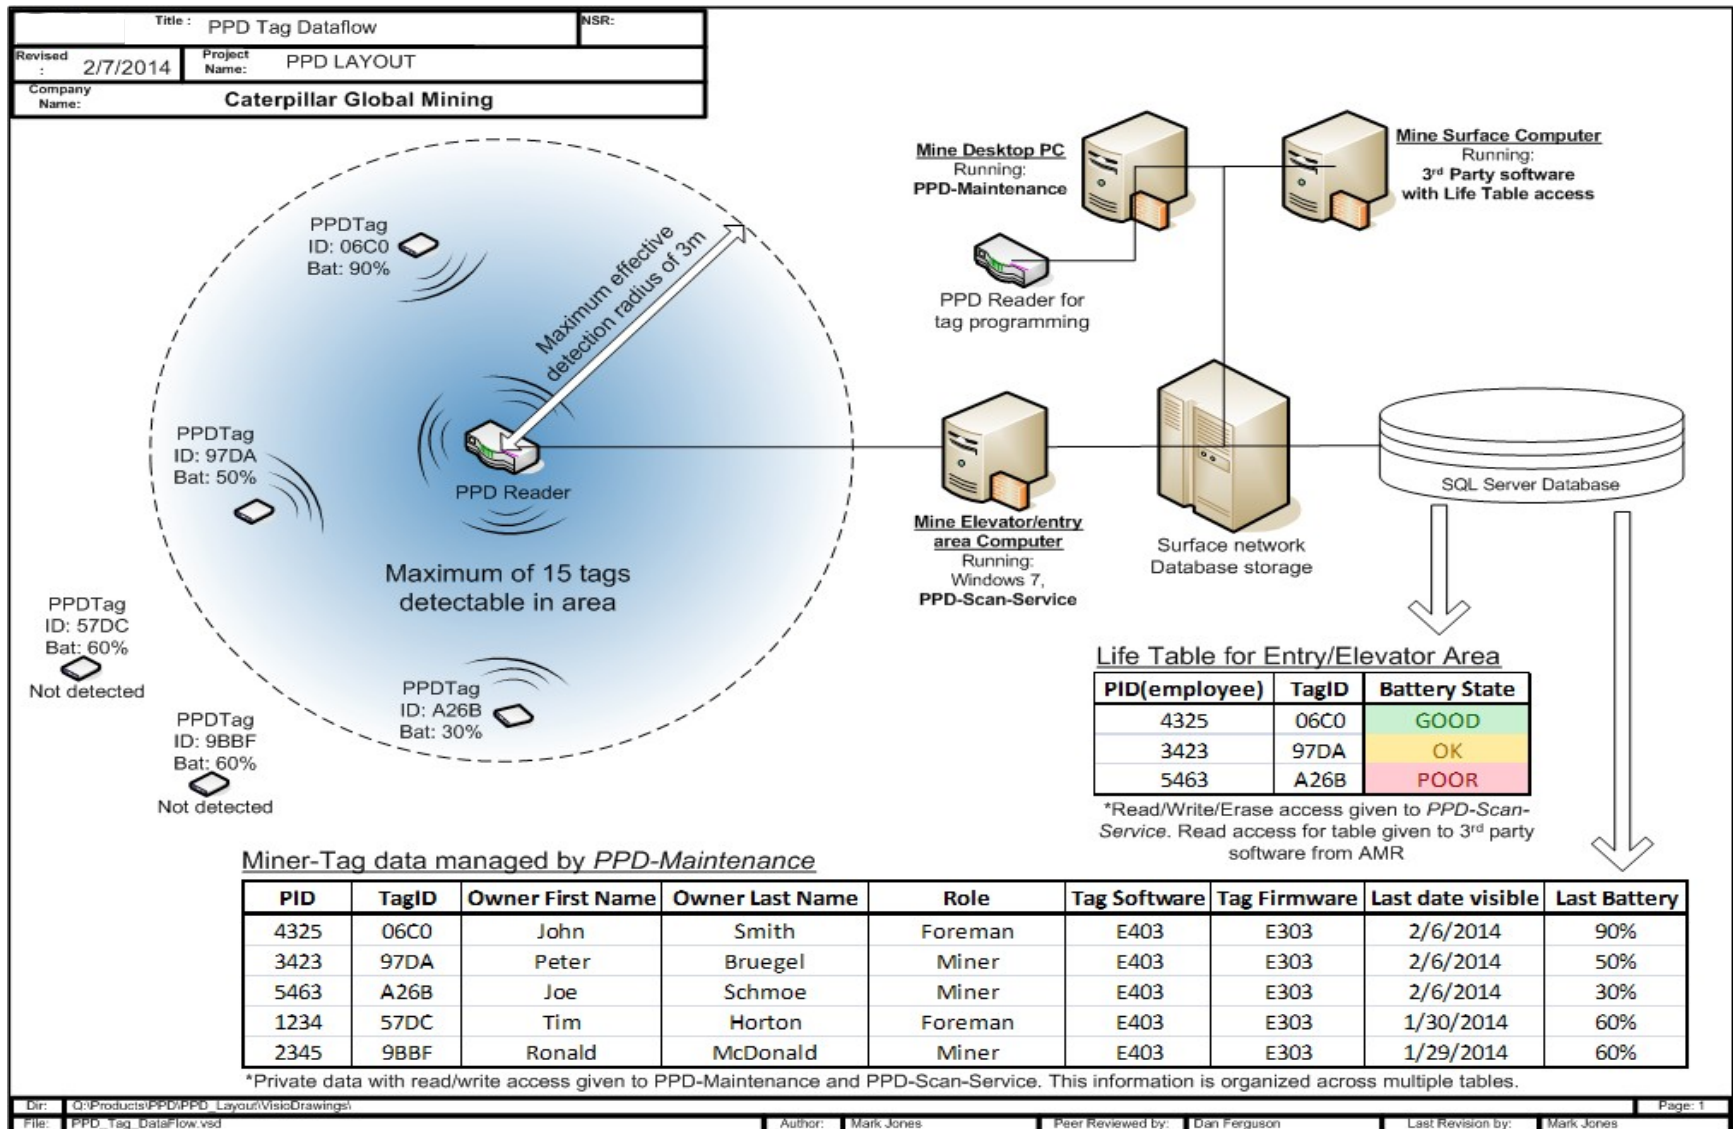 Title : PPD Tag Dataflow NSR:
Revised : 2/7/2014 Project Name: PPD LAYOUT
Company Name: Caterpillar Global Mining
PPDTag
ID: 06C0
Bat: 90%
Maximum effective
detection radius of 3m
PPDTag
ID: 97DA
Bat: 50%
PPD Reader
Maximum of 15 tags
detectable in area
PPDTag
ID: 57DC
Bat: 60%
Not detected
PPDTag
ID: 9BBF
Bat: 60%
Not detected
PPDTag
ID: A26B
Bat: 30%
Mine Desktop PC
Running:
PPD-Maintenance
Mine Surface Computer
Running:
3rd Party software
with Life Table access
PPD Reader for
tag programming
Mine Elevator/entry
area Computer
Running:
Windows 7,
PPD-Scan-Service
Surface network
Database storage
SQL Server Database
Life Table for Entry/Elevator Area
PID(employee) TagID Battery State
4325 06C0 GOOD
3423 97DA OK
5463 A26B POOR
*Read/Write/Erase access given to PPD-Scan-
Service. Read access for table given to 3rd party
software from AMR
Miner-Tag data managed by PPD-Maintenance
PID TagID Owner First Name Owner Last Name Role Tag Software Tag Firmware Last date visible Last Battery
4325 06C0 John Smith Foreman E403 E303 2/6/2014 90%
3423 97DA Peter Bruegel Miner E403 E303 2/6/2014 50%
5463 A26B Joe Schmoe Miner E403 E303 2/6/2014 30%
1234 57DC Tim Horton Foreman E403 E303 1/30/2014 60%
2345 9BBF Ronald McDonald Miner E403 E303 1/29/2014 60%
*Private data with read/write access given to PPD-Maintenance and PPD-Scan-Service. This information is organized across multiple tables.
Dir: Q:\Products\PPD\PPD_Layout\VisioDrawings\ Page: 1
File: PPD_Tag_DataFlow.vsd Author: Mark Jones Peer Reviewed by: Dan Ferguson Last Revision by: Mark Jones